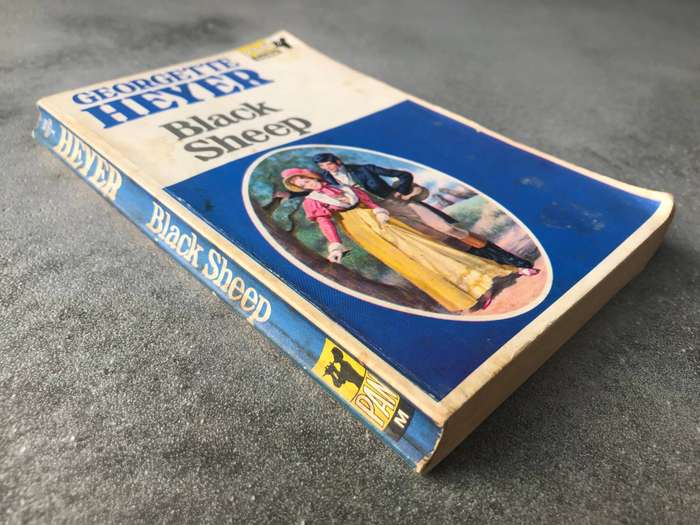 GEORGETTE
HEYER
Black
Sheep
HEYER
Black Sheep
PAN
M